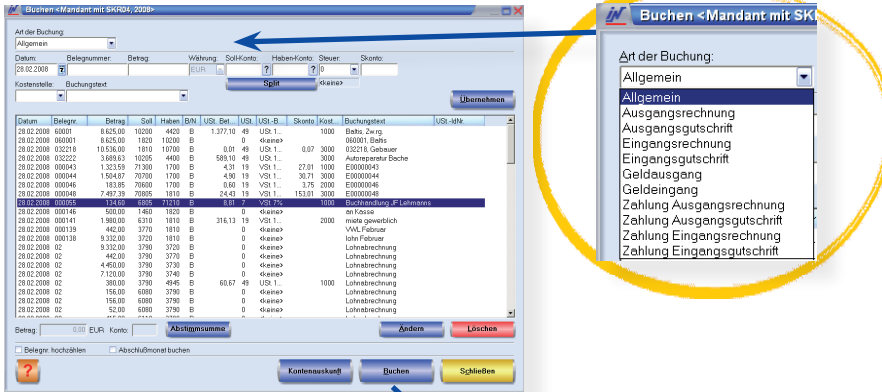 Buchen <Mandant mit SKR04, 2008>
Art der Buchung:
Allgemein
Datum: Belegnummer: Betrag: Währung: Soll-Konto: Haben-Konto: Steuer: Skonto:
28.02.2008 EUR ? ? 0
Kostenstelle: Buchungstext Split <keine>
Übernehmen
Datum Belegnr. Betrag Soll Haben B/N USt. Bet... USt. USt.-B... Skonto Kost... Buchungstext USt.-IdNr.
28.02.2008 60001 8.625,00 10200 4420 B 1.377,10 49 USt. 1... 1000 Baltis, Zw.rg.
28.02.2008 060001 8.625,00 1820 10200 B 0 <keine> 060001, Baltis
28.02.2008 032218 10.536,00 1810 10700 B 0,01 49 USt. 1... 0,07 3000 032218, Gebauer
28.02.2008 032222 3.689,63 10205 4400 B 589,10 49 USt. 1... 3000 Autoreparatur Bache
28.02.2008 000043 1.323,59 71300 1700 B 4,31 19 VSt. 1... 27,01 1000 E00000043
28.02.2008 000044 1.504,87 70700 1700 B 4,90 19 VSt. 1... 30,71 3000 E00000044
28.02.2008 000046 183,85 70600 1700 B 0,60 19 VSt. 1... 3,75 2000 E00000046
28.02.2008 000048 7.497,39 70805 1810 B 24,43 19 VSt. 1... 153,01 3000 E00000048
28.02.2008 000055 134,60 6805 71210 B 8,81 7 VSt. 7% 1000 Buchhandlung JF Lehmanns
28.02.2008 000146 500,00 1460 1820 B 0 <keine> an Kasse
28.02.2008 000141 1.980,00 6310 1810 B 316,13 19 VSt. 1... 2000 miete gewerblich
28.02.2008 000139 442,00 3770 1810 B 0 <keine> VWL Februar
28.02.2008 000138 9.332,00 3720 1810 B 0 <keine> lohn Februar
28.02.2008 02 9.332,00 3790 3720 B 0 <keine> Lohnabrechnung
28.02.2008 02 442,00 3790 3770 B 0 <keine> Lohnabrechnung
28.02.2008 02 4.450,00 3790 3730 B 0 <keine> Lohnabrechnung
28.02.2008 02 7.120,00 3790 3740 B 0 <keine> Lohnabrechnung
28.02.2008 02 380,00 3790 4945 B 60,67 49 USt. 1... 1000 Lohnabrechnung
28.02.2008 02 156,00 6080 3790 B 0 <keine> Lohnabrechnung
28.02.2008 02 156,00 6080 3790 B 0 <keine> Lohnabrechnung
28.02.2008 02 52,00 6080 3790 B 0 <keine> Lohnabrechnung
Betrag: 0,00 EUR Konto: Abstimmsumme Ändern Löschen
Belegnr. hochzählen Abschlußmonat buchen
? Kontenauskunft Buchen Schließen
Buchen <Mandant mit SK
Art der Buchung:
Allgemein
Allgemein
Ausgangsrechnung
Ausgangsgutschrift
Eingangsrechnung
Eingangsgutschrift
Geldausgang
Geldeingang
Zahlung Ausgangsrechnung
Zahlung Ausgangsgutschrift
Zahlung Eingangsrechnung
Zahlung Eingangsgutschrift